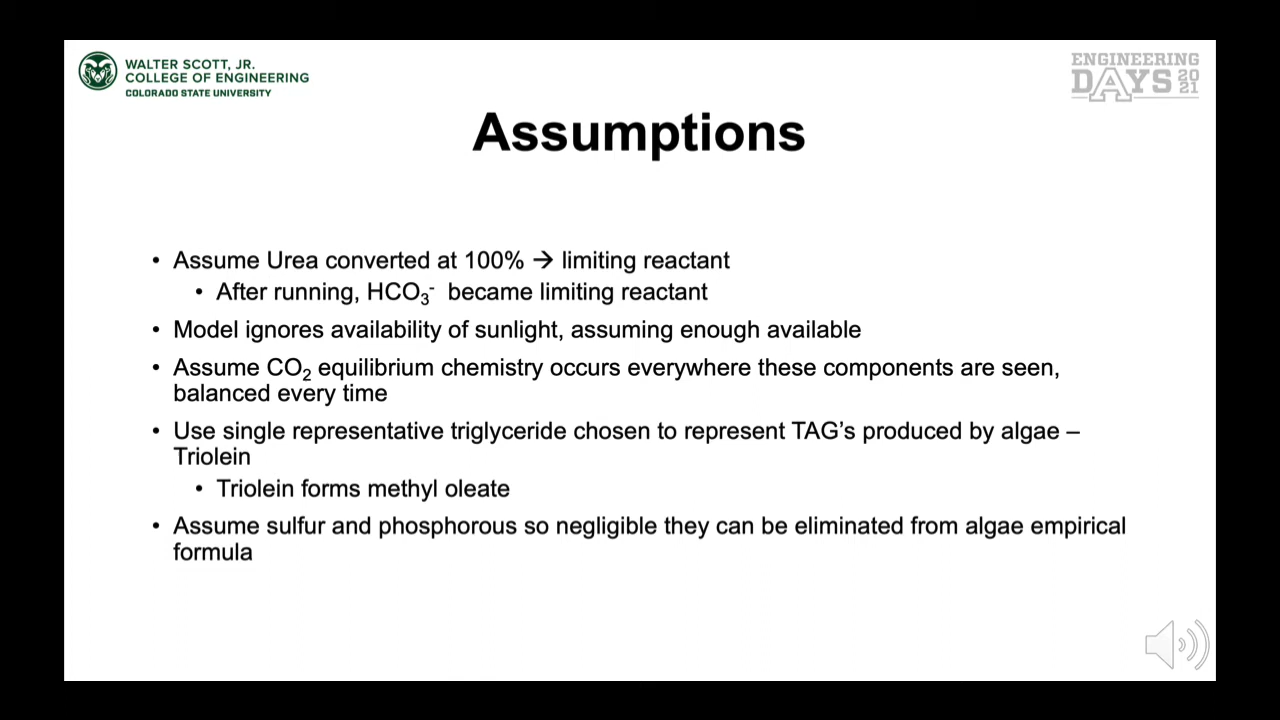 WALTER SCOTT, JR.
COLLEGE OF ENGINEERING
COLORADO STATE UNIVERSITY
ENGINEERING
DAYS 20
21
Assumptions
• Assume Urea converted at 100% → limiting reactant
• After running, HCO₃⁻ became limiting reactant
• Model ignores availability of sunlight, assuming enough available
• Assume CO₂ equilibrium chemistry occurs everywhere these components are seen,
balanced every time
• Use single representative triglyceride chosen to represent TAG's produced by algae –
Triolein
• Triolein forms methyl oleate
• Assume sulfur and phosphorous so negligible they can be eliminated from algae empirical
formula